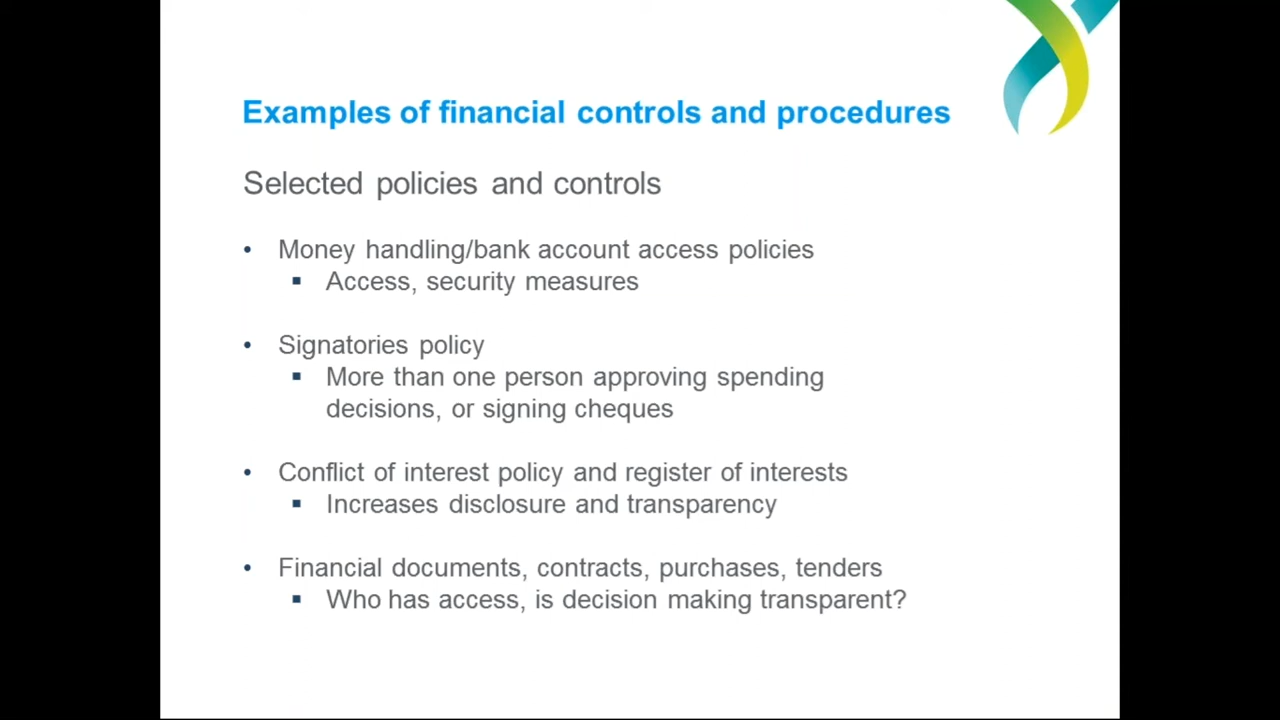 Examples of financial controls and procedures
Selected policies and controls
• Money handling/bank account access policies
▪ Access, security measures
• Signatories policy
▪ More than one person approving spending
decisions, or signing cheques
• Conflict of interest policy and register of interests
▪ Increases disclosure and transparency
• Financial documents, contracts, purchases, tenders
▪ Who has access, is decision making transparent?